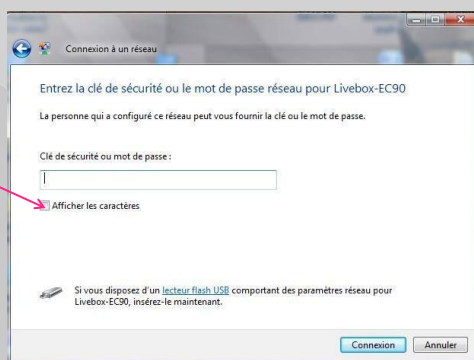 Connexion à un réseau
Entrez la clé de sécurité ou le mot de passe réseau pour Livebox-EC90
La personne qui a configuré ce réseau peut vous fournir la clé ou le mot de passe.
Clé de sécurité ou mot de passe :
Afficher les caractères
Si vous disposez d'un lecteur flash USB comportant des paramètres réseau pour
Livebox-EC90, insérez-le maintenant.
Connexion Annuler